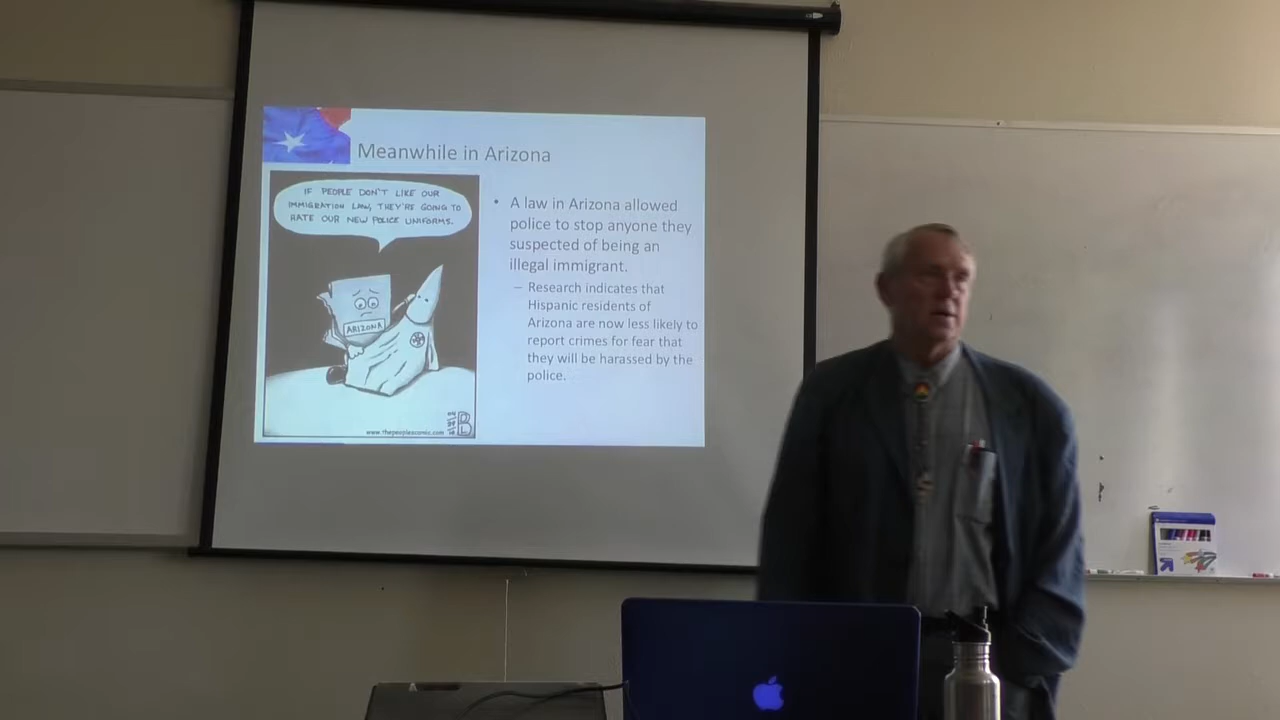 Meanwhile in Arizona
IF PEOPLE DON'T LIKE OUR
IMMIGRATION LAW, THEY'RE GOING TO
HATE OUR NEW POLICE UNIFORMS.
ARIZONA
www.thepeoplescomic.com
• A law in Arizona allowed
police to stop anyone they
suspected of being an
illegal immigrant.
– Research indicates that
Hispanic residents of
Arizona are now less likely to
report crimes for fear that
they will be harassed by the
police.